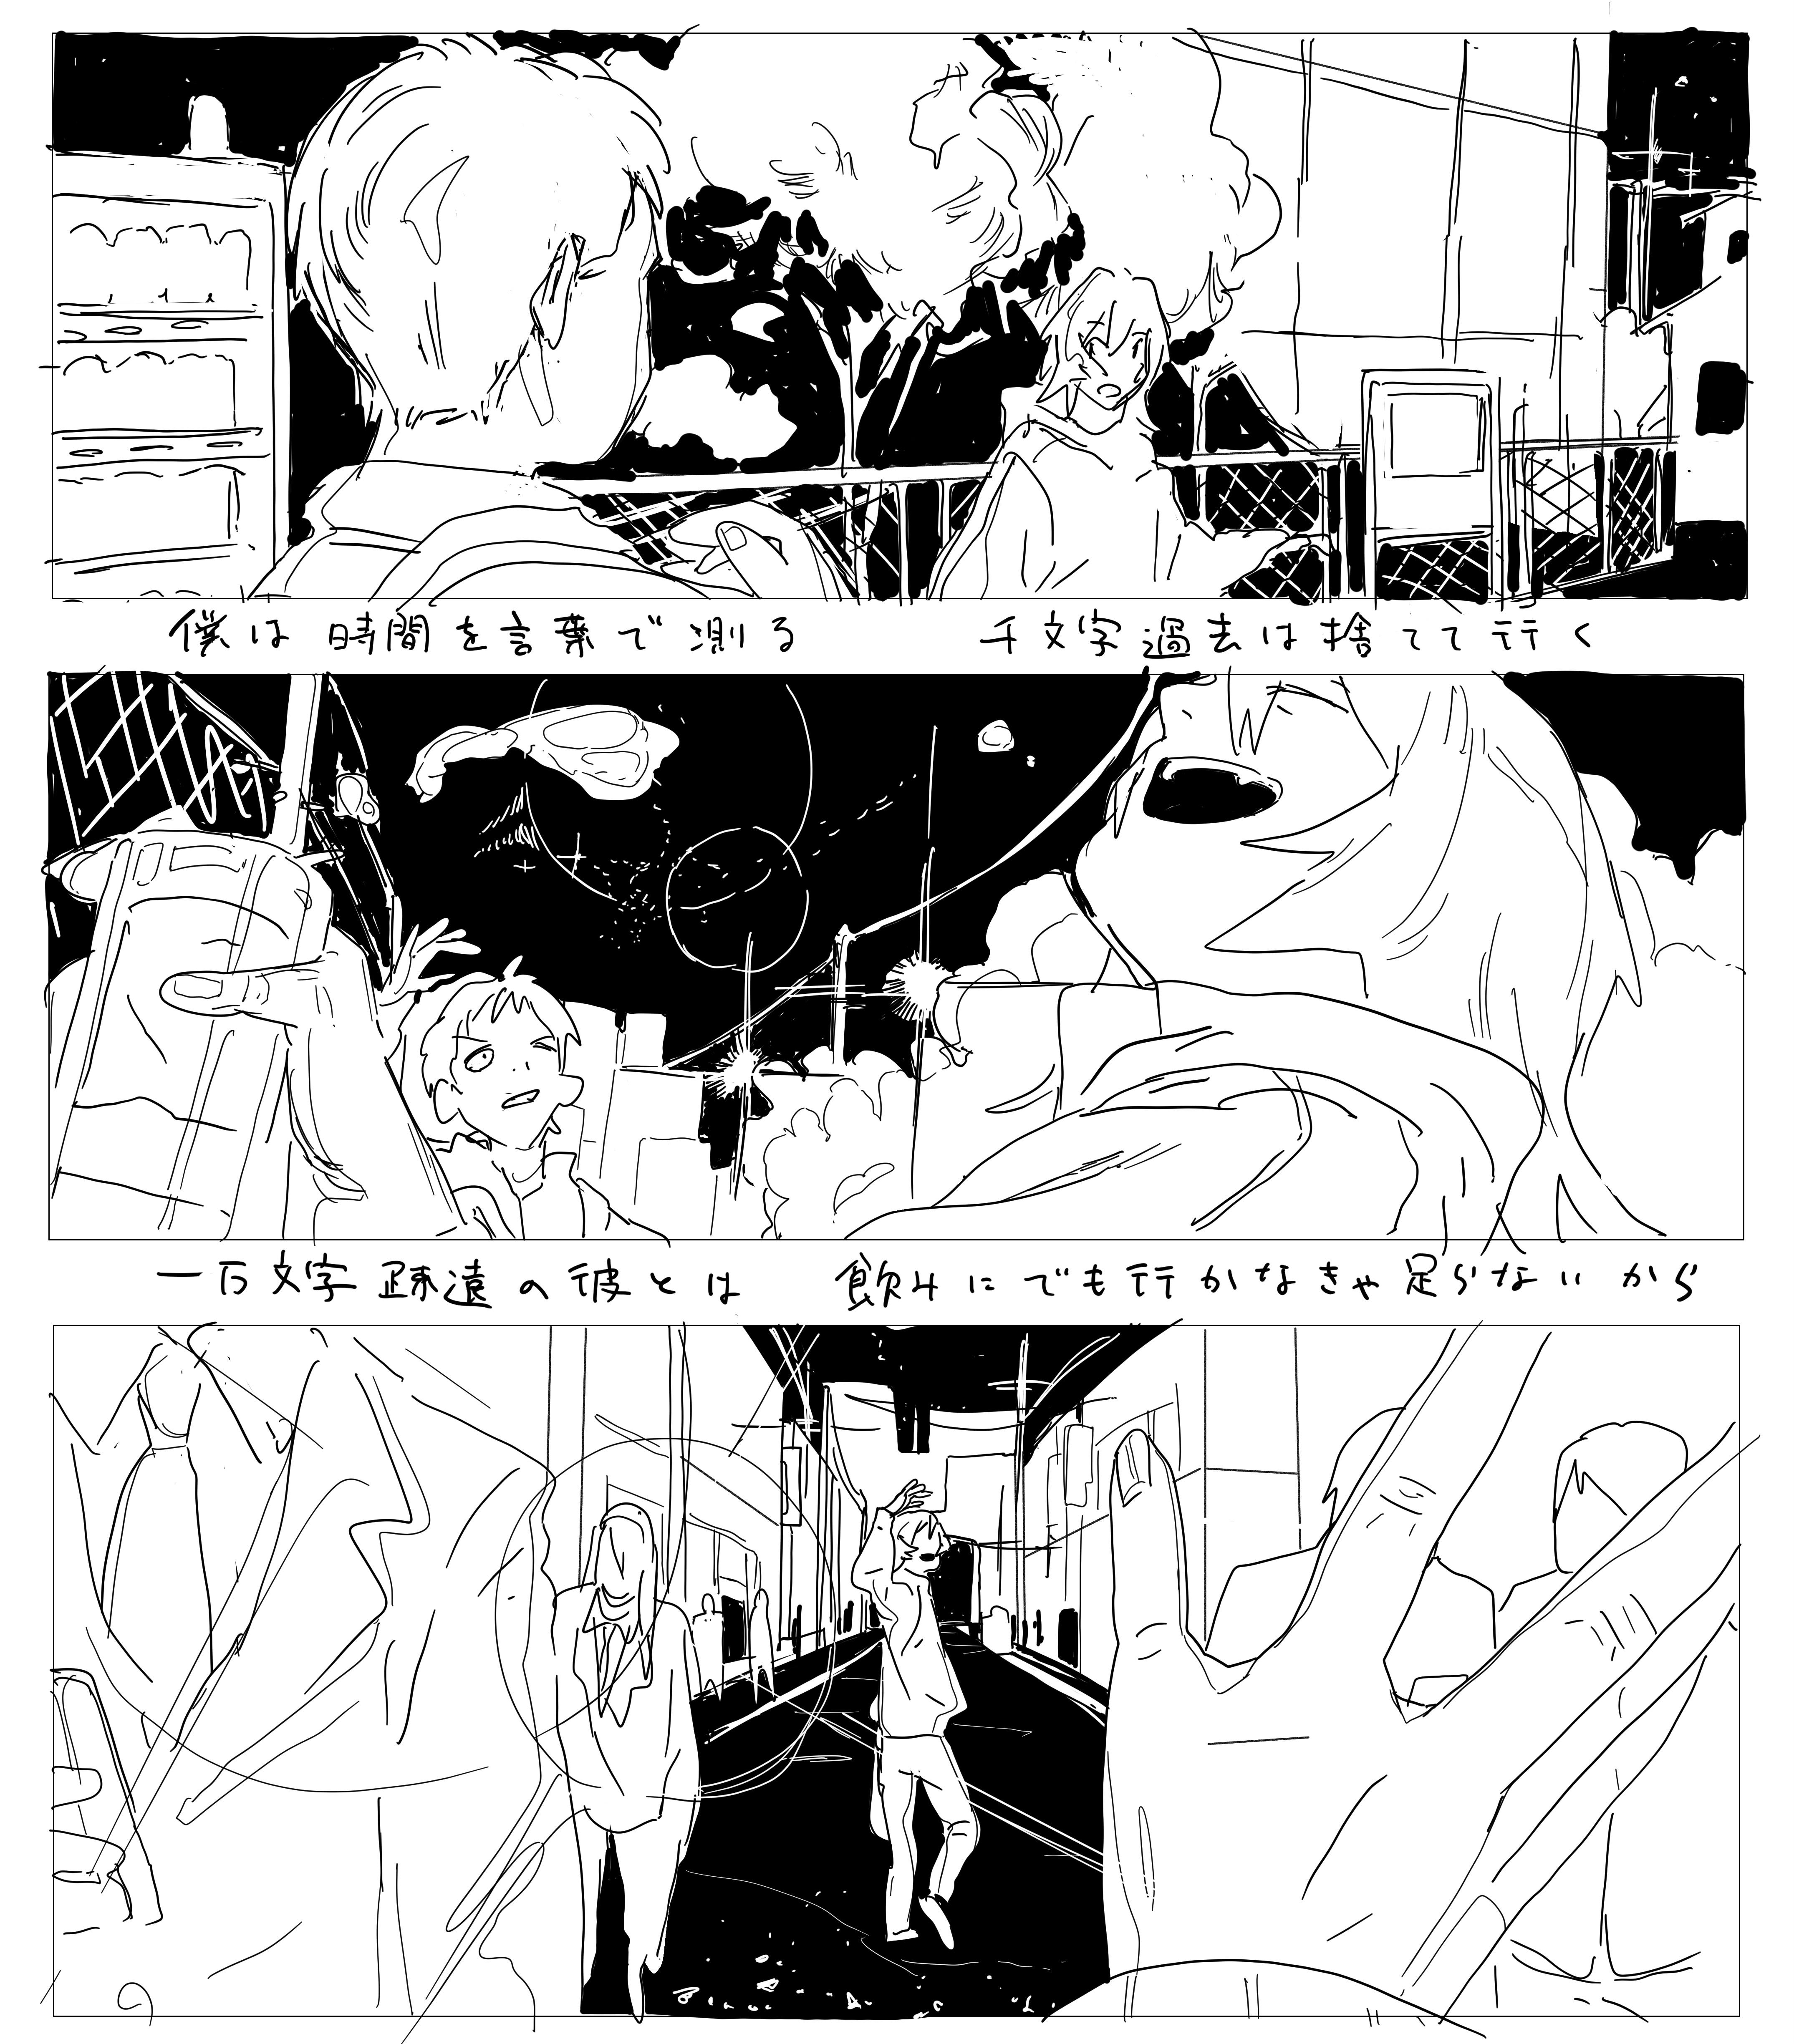 僕は時間を言葉で測る 千文字過去は捨てて行く
一万文字疎遠の彼とは 飲みにでも行かなきゃ足らないから